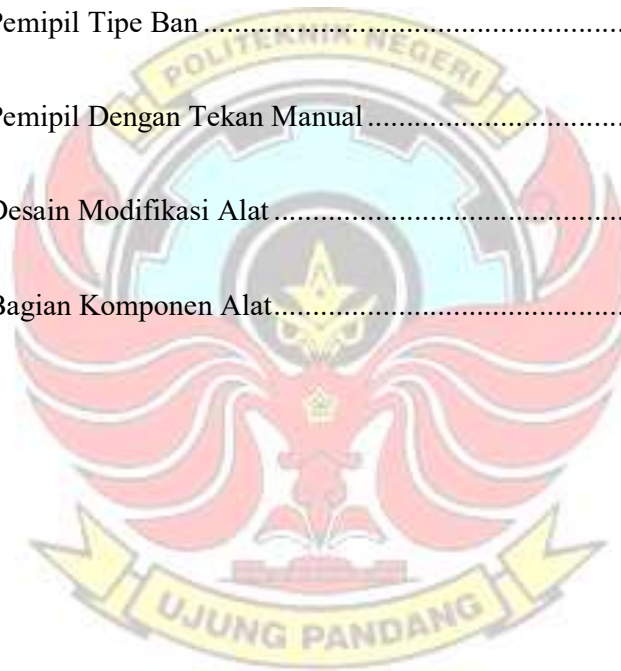 Pemipil Tipe Ban ....................................................
POLITEKNIK NEGERI
Pemipil Dengan Tekan Manual ................................
Desain Modifikasi Alat ...........................................
Bagian Komponen Alat...........................................
UJUNG PANDANG